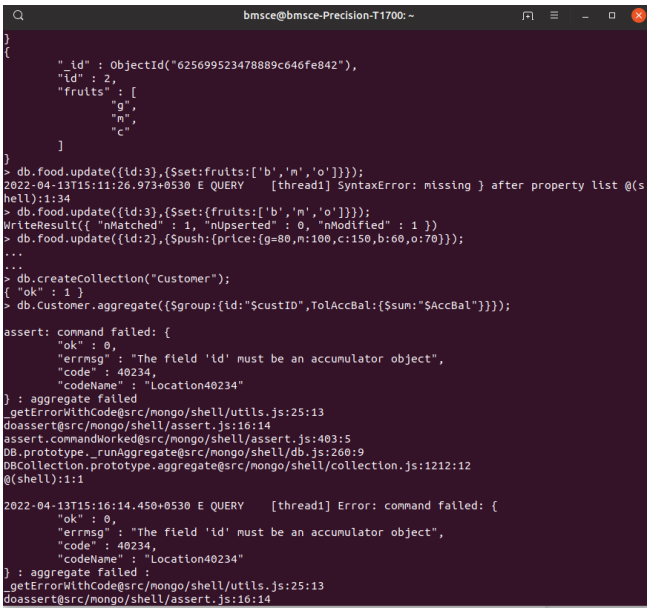 bmsce@bmsce-Precision-T1700: ~
}
{
        "_id" : ObjectId("625699523478889c646fe842"),
        "id" : 2,
        "fruits" : [
                "g",
                "m",
                "c"
        ]
}
> db.food.update({id:3},{$set:fruits:['b','m','o']}});
2022-04-13T15:11:26.973+0530 E QUERY    [thread1] SyntaxError: missing } after property list @(s
hell):1:34
> db.food.update({id:3},{$set:{fruits:['b','m','o']}});
WriteResult({ "nMatched" : 1, "nUpserted" : 0, "nModified" : 1 })
> db.food.update({id:2},{$push:{price:{g=80,m:100,c:150,b:60,o:70}});
...
...
> db.createCollection("Customer");
{ "ok" : 1 }
> db.Customer.aggregate({$group:{id:"$custID",TolAccBal:{$sum:"$AccBal"}}});

assert: command failed: {
        "ok" : 0,
        "errmsg" : "The field 'id' must be an accumulator object",
        "code" : 40234,
        "codeName" : "Location40234"
} : aggregate failed
_getErrorWithCode@src/mongo/shell/utils.js:25:13
doassert@src/mongo/shell/assert.js:16:14
assert.commandWorked@src/mongo/shell/assert.js:403:5
DB.prototype._runAggregate@src/mongo/shell/db.js:260:9
DBCollection.prototype.aggregate@src/mongo/shell/collection.js:1212:12
@(shell):1:1

2022-04-13T15:16:14.450+0530 E QUERY    [thread1] Error: command failed: {
        "ok" : 0,
        "errmsg" : "The field 'id' must be an accumulator object",
        "code" : 40234,
        "codeName" : "Location40234"
} : aggregate failed :
_getErrorWithCode@src/mongo/shell/utils.js:25:13
doassert@src/mongo/shell/assert.js:16:14